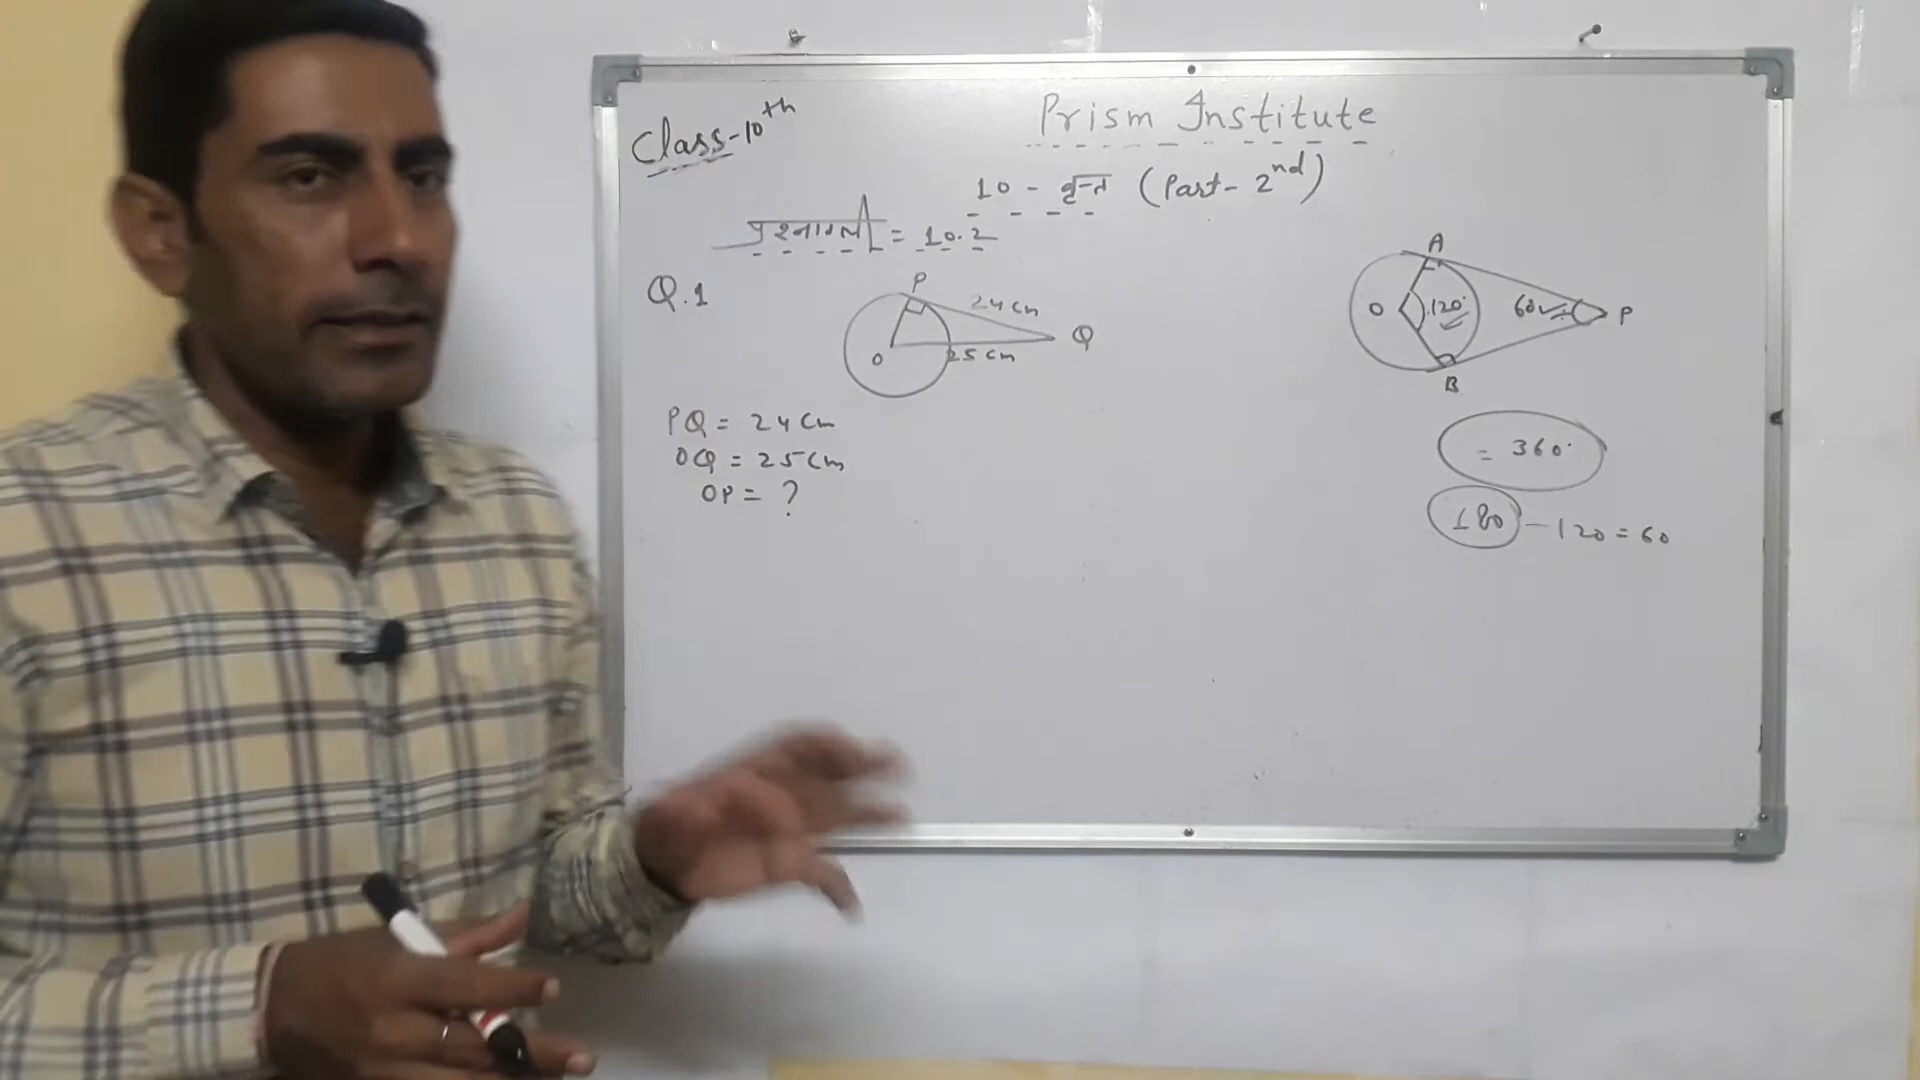 Class-10th
Prism Institute
10 - वृत्त (Part- 2nd)
प्रश्नावली = 10.2
Q.1
P
24 cm
Q
O
25 cm
PQ = 24 Cm
OQ = 25 Cm
OP = ?
A
O
120°
60
P
B
= 360°
180 - 120 = 60